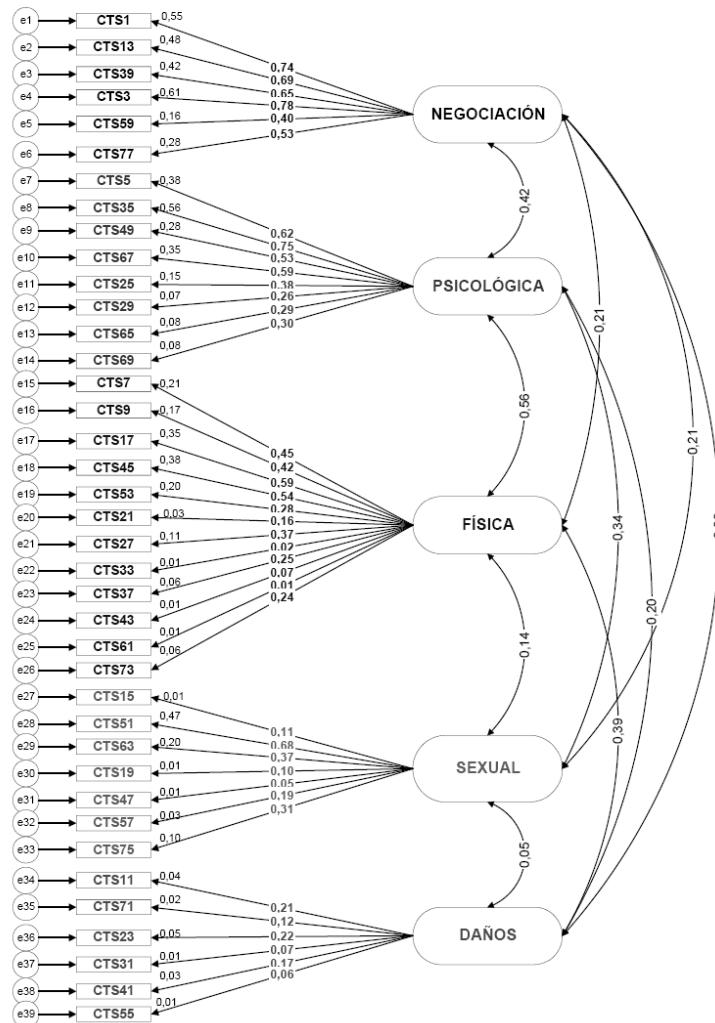 e1 CTS1 0,55
e2 CTS13 0,48
e3 CTS39 0,42
e4 CTS3 0,61
e5 CTS59 0,16
e6 CTS77 0,28
0,74
0,69
0,65
0,78
0,40
0,53
NEGOCIACIÓN
e7 CTS5 0,38
e8 CTS35 0,56
e9 CTS49 0,28
e10 CTS67 0,35
e11 CTS25 0,15
e12 CTS29 0,07
e13 CTS65 0,08
e14 CTS69 0,08
0,62
0,75
0,53
0,59
0,38
0,26
0,29
0,30
PSICOLÓGICA
e15 CTS7 0,21
e16 CTS9 0,17
e17 CTS17 0,35
e18 CTS45 0,38
e19 CTS53 0,20
e20 CTS21 0,03
e21 CTS27 0,11
e22 CTS33 0,01
e23 CTS37 0,06
e24 CTS43 0,01
e25 CTS61 0,01
e26 CTS73 0,06
0,45
0,42
0,59
0,54
0,28
0,16
0,37
0,02
0,25
0,07
0,01
0,24
FÍSICA
e27 CTS15 0,01
e28 CTS51 0,47
e29 CTS63 0,20
e30 CTS19 0,01
e31 CTS47 0,01
e32 CTS57 0,03
e33 CTS75 0,10
0,11
0,68
0,37
0,10
0,05
0,19
0,31
SEXUAL
e34 CTS11 0,04
e35 CTS71 0,02
e36 CTS23 0,05
e37 CTS31 0,01
e38 CTS41 0,03
e39 CTS55 0,01
0,21
0,12
0,22
0,07
0,17
0,06
DAÑOS
0,42
0,56
0,14
0,05
0,21
0,34
0,39
0,20
0,21